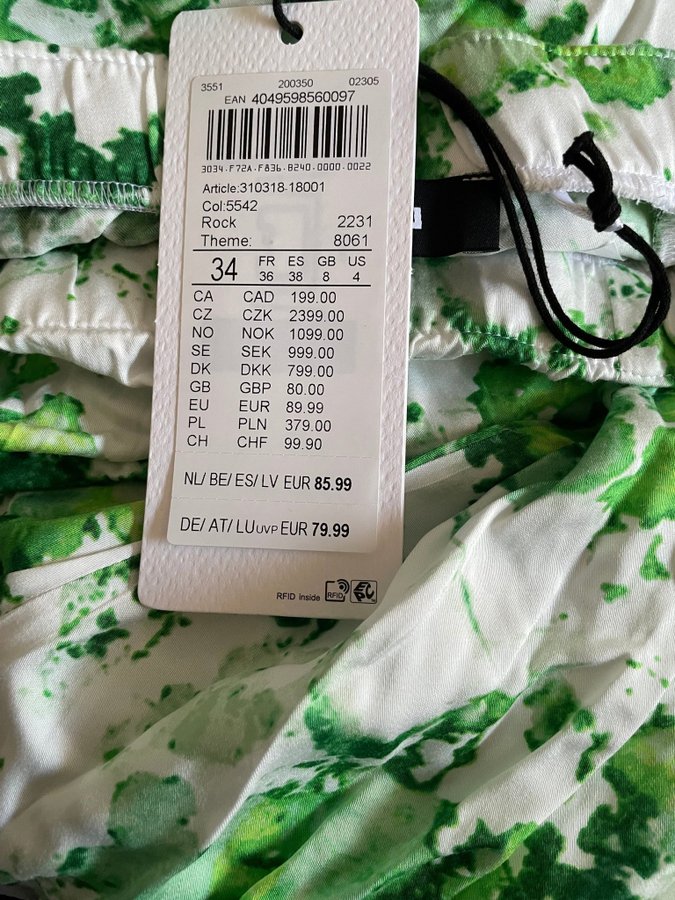 3551 200350 02305
EAN 4049598560097
3034.F72A.F836.8240.0000.0022
Article:310318-18001
Col:5542
Rock 2231
Theme: 8061
34 FR 36 ES 38 GB 8 US 4
CA CAD 199.00
CZ CZK 2399.00
NO NOK 1099.00
SE SEK 999.00
DK DKK 799.00
GB GBP 80.00
EU EUR 89.99
PL PLN 379.00
CH CHF 99.90
NL/ BE/ ES/ LV EUR 85.99
DE/ AT/ LU UVP EUR 79.99
RFID inside RFID EPC